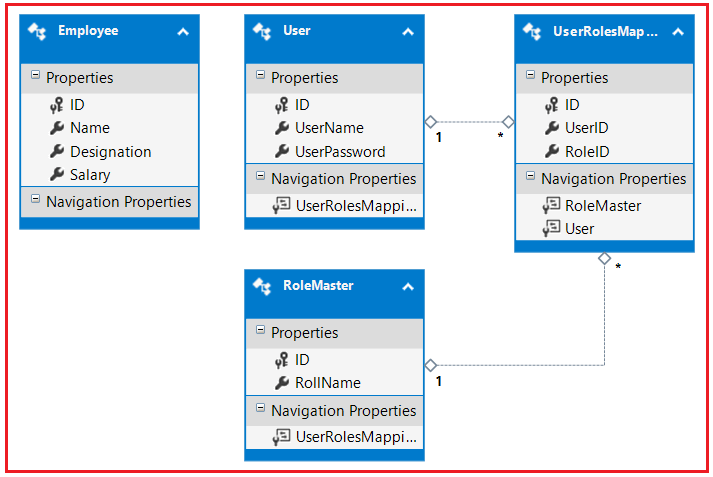 Employee
Properties
ID
Name
Designation
Salary
Navigation Properties
User
Properties
ID
UserName
UserPassword
Navigation Properties
UserRolesMappi...
1
*
UserRolesMap ...
Properties
ID
UserID
RoleID
Navigation Properties
RoleMaster
User
*
RoleMaster
Properties
ID
RollName
Navigation Properties
UserRolesMappi...
1